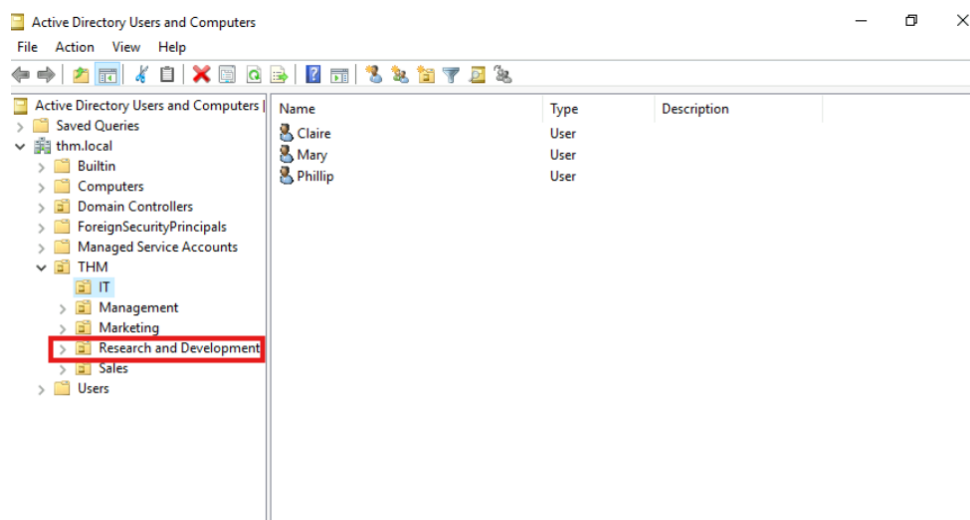 Active Directory Users and Computers
File Action View Help
Active Directory Users and Computers
Name Type Description
Saved Queries
thm.local
Builtin
Computers
Domain Controllers
ForeignSecurityPrincipals
Managed Service Accounts
THM
IT
Management
Marketing
Research and Development
Sales
Users
Claire User
Mary User
Phillip User